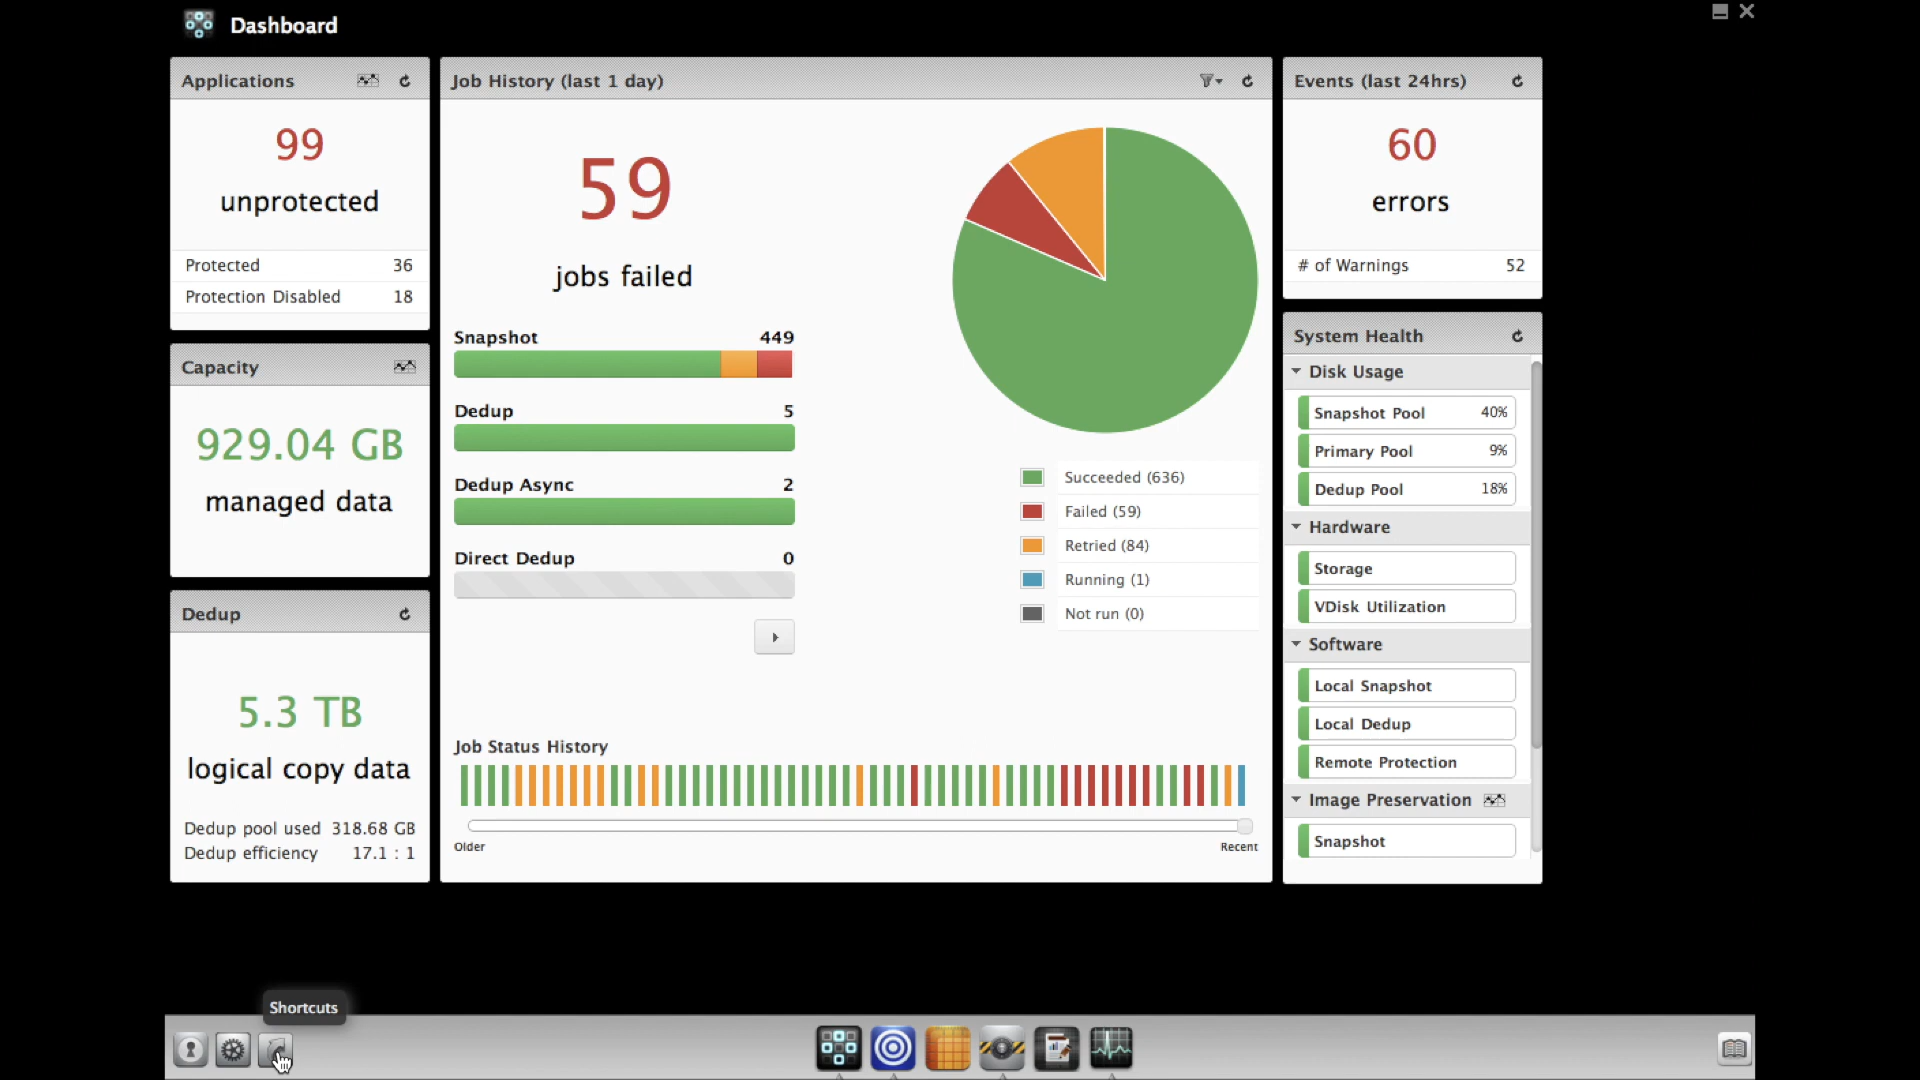 Dashboard
Applications
99
unprotected
Protected 36
Protection Disabled 18
Capacity
929.04 GB
managed data
Dedup
5.3 TB
logical copy data
Dedup pool used 318.68 GB
Dedup efficiency 17.1 : 1
Job History (last 1 day)
59
jobs failed
Snapshot 449
Dedup 5
Dedup Async 2
Direct Dedup 0
Succeeded (636)
Failed (59)
Retried (84)
Running (1)
Not run (0)
Job Status History
Older Recent
Events (last 24hrs)
60
errors
# of Warnings 52
System Health
Disk Usage
Snapshot Pool 40%
Primary Pool 9%
Dedup Pool 18%
Hardware
Storage
VDisk Utilization
Software
Local Snapshot
Local Dedup
Remote Protection
Image Preservation
Snapshot
Shortcuts